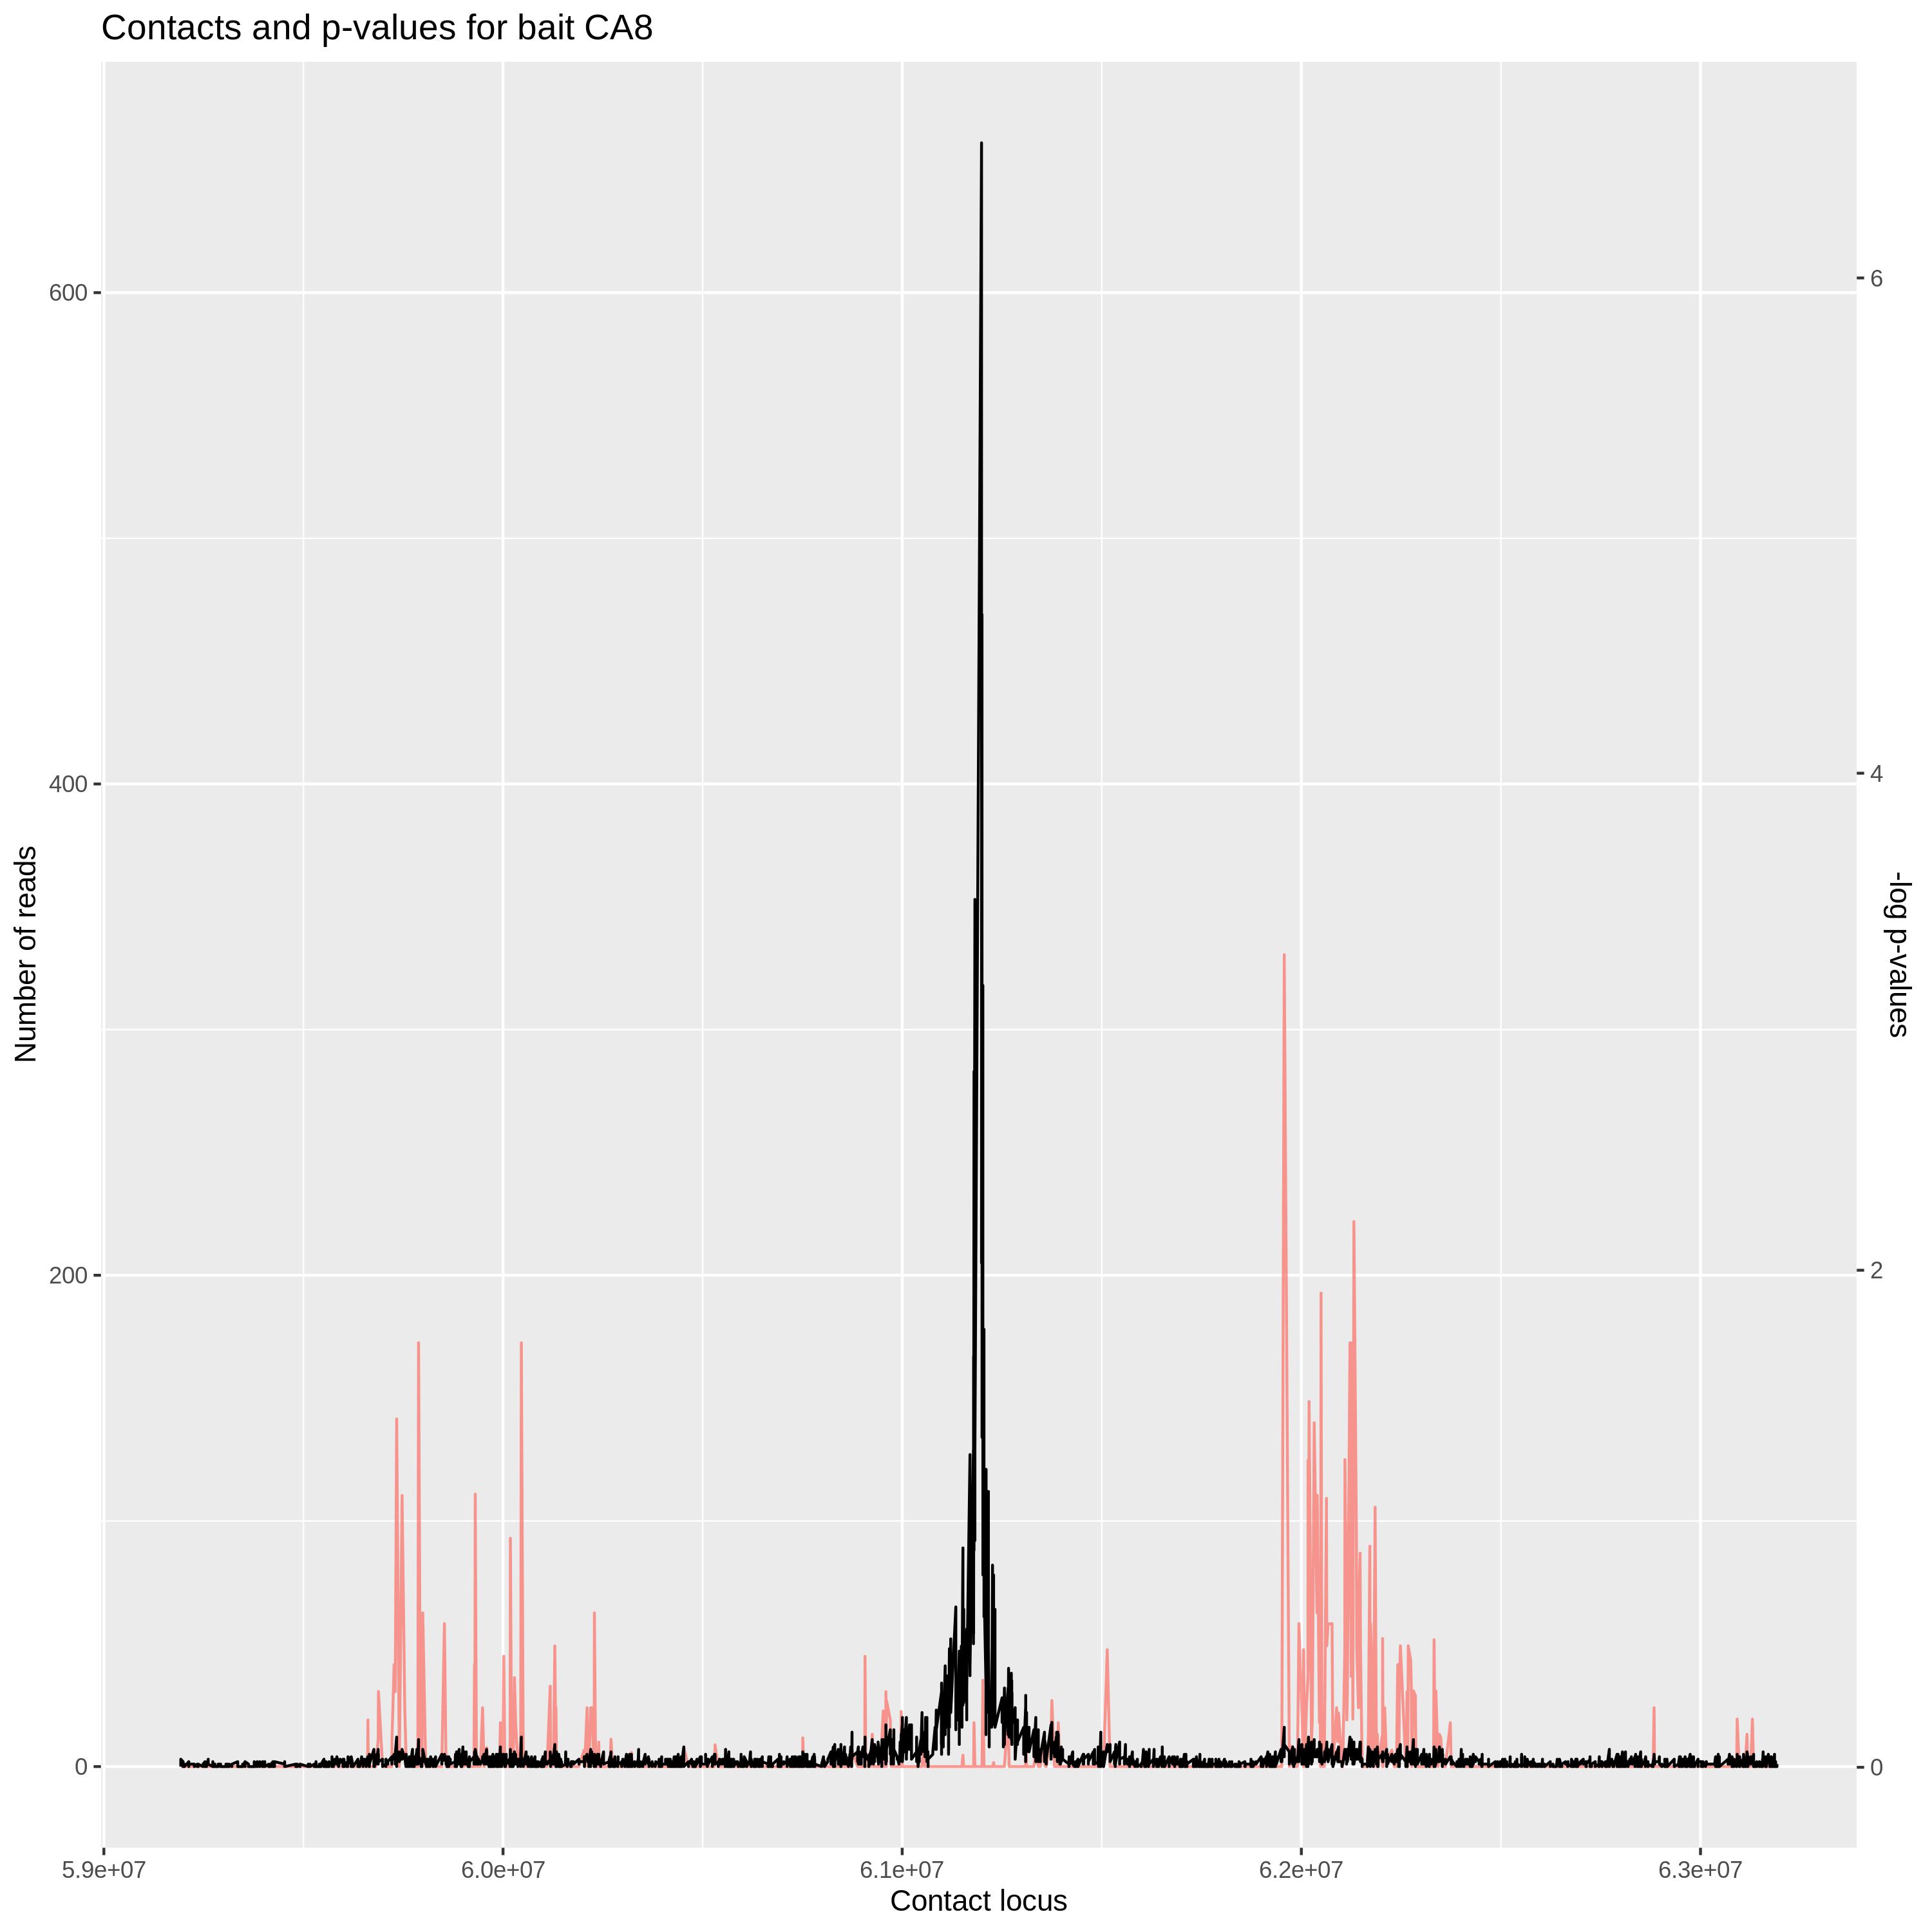 Contacts and p-values for bait CA8
600
400
200
0
Number of reads
6
4
2
0
-log p-values
5.9e+07 6.0e+07 6.1e+07 6.2e+07 6.3e+07
Contact locus